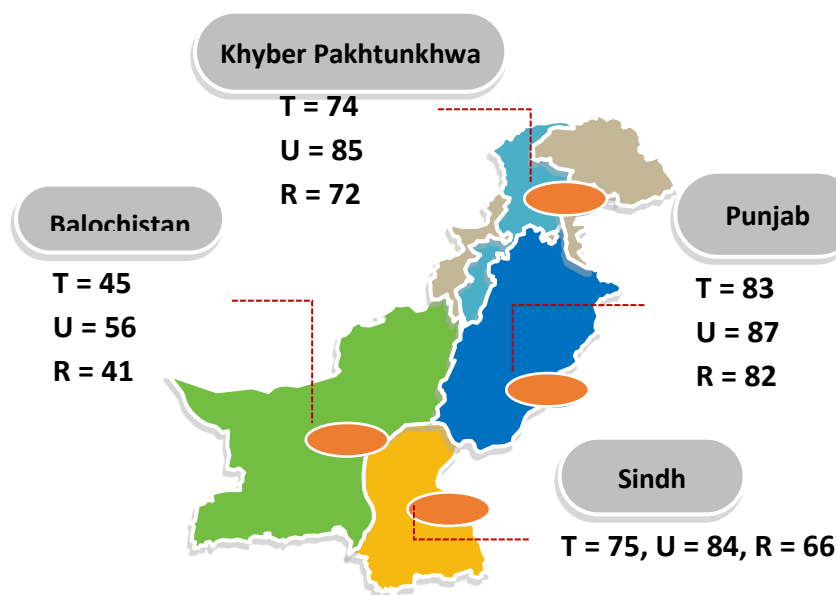 Khyber Pakhtunkhwa
T = 74
U = 85
R = 72
Balochistan
T = 45
U = 56
R = 41
Punjab
T = 83
U = 87
R = 82
Sindh
T = 75, U = 84, R = 66